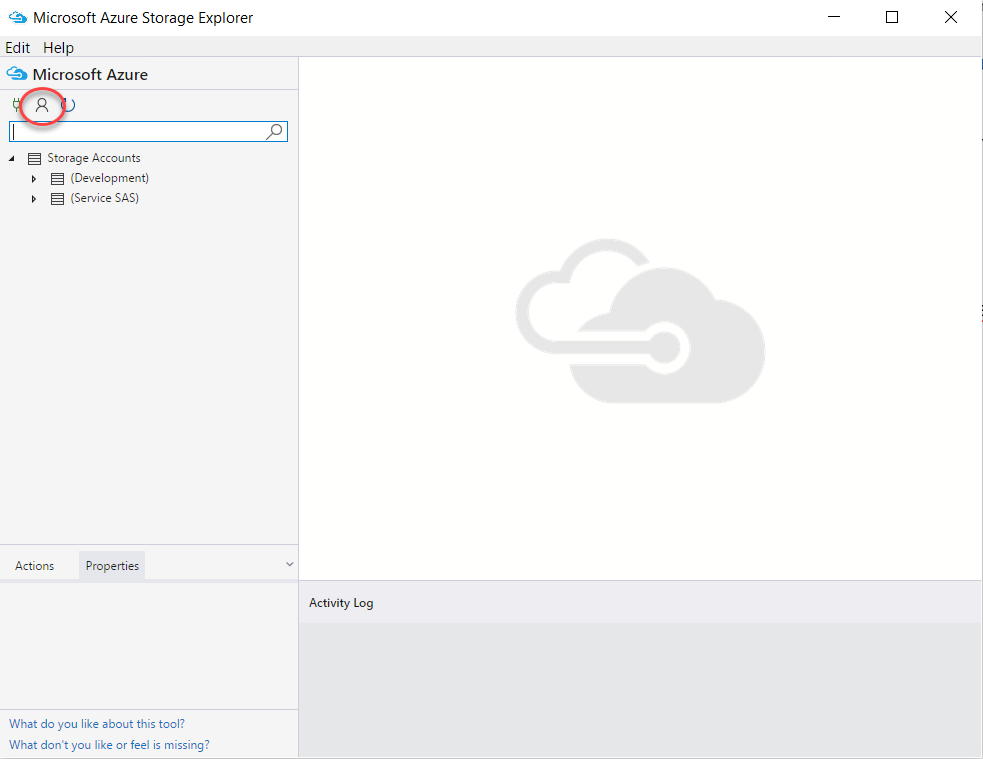 Microsoft Azure Storage Explorer
Edit Help
Microsoft Azure
Storage Accounts
(Development)
(Service SAS)
Actions Properties
Activity Log
What do you like about this tool?
What don't you like or feel is missing?